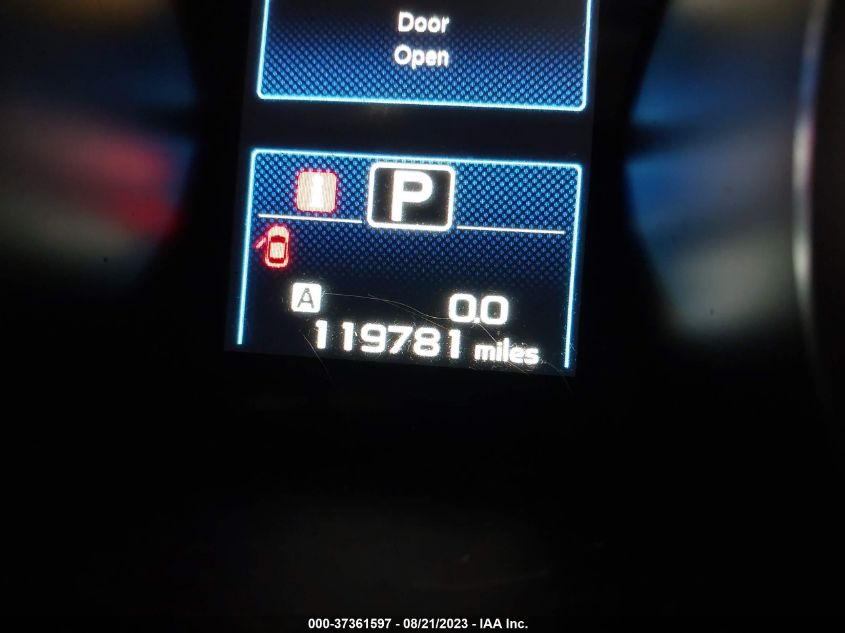 Door
Open
i
P
A 0.0
119781 miles
000-37361597 - 08/21/2023 - IAA Inc.